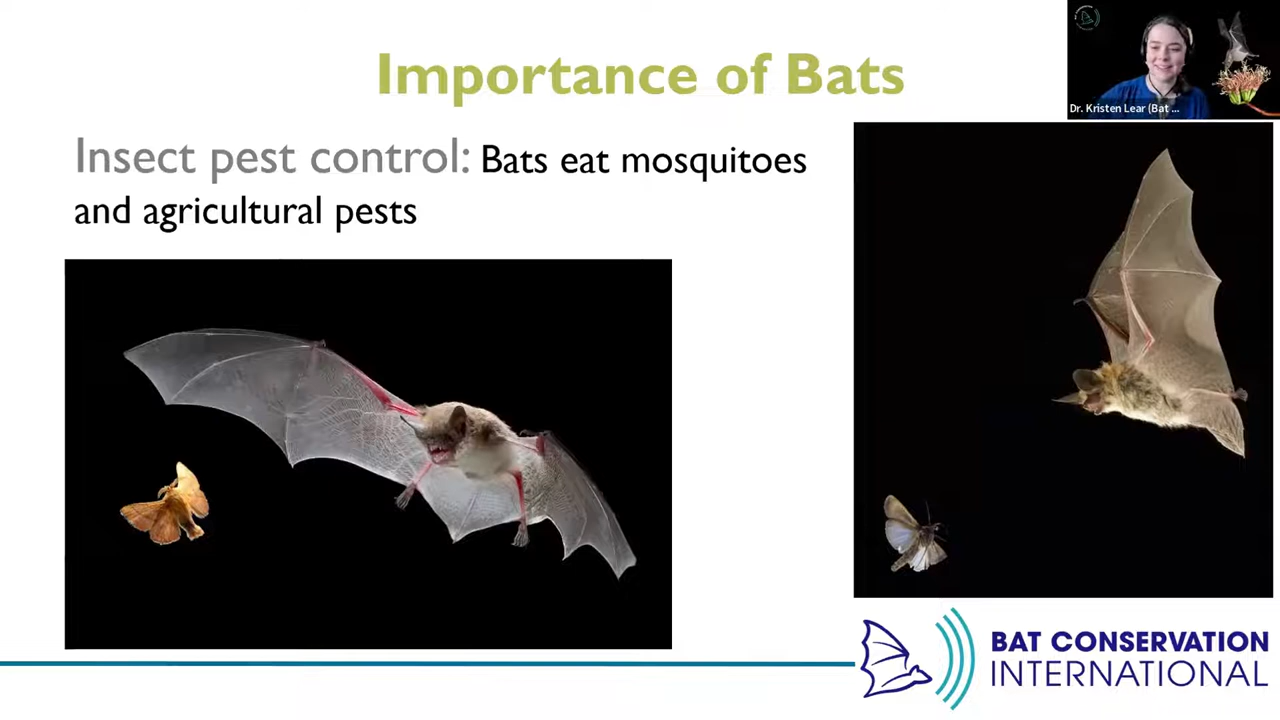 Importance of Bats
Dr. Kristen Lear (Bat ...
Insect pest control: Bats eat mosquitoes
and agricultural pests
BAT CONSERVATION
INTERNATIONAL